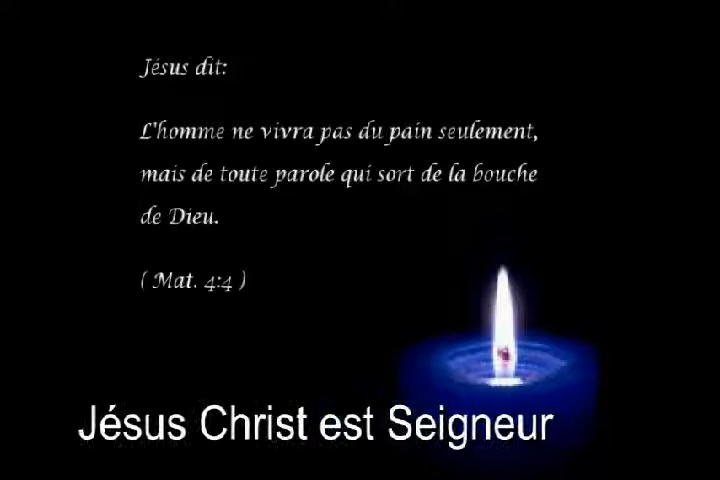 Jésus dit:
L'homme ne vivra pas du pain seulement,
mais de toute parole qui sort de la bouche
de Dieu.
( Mat. 4:4 )
Jésus Christ est Seigneur